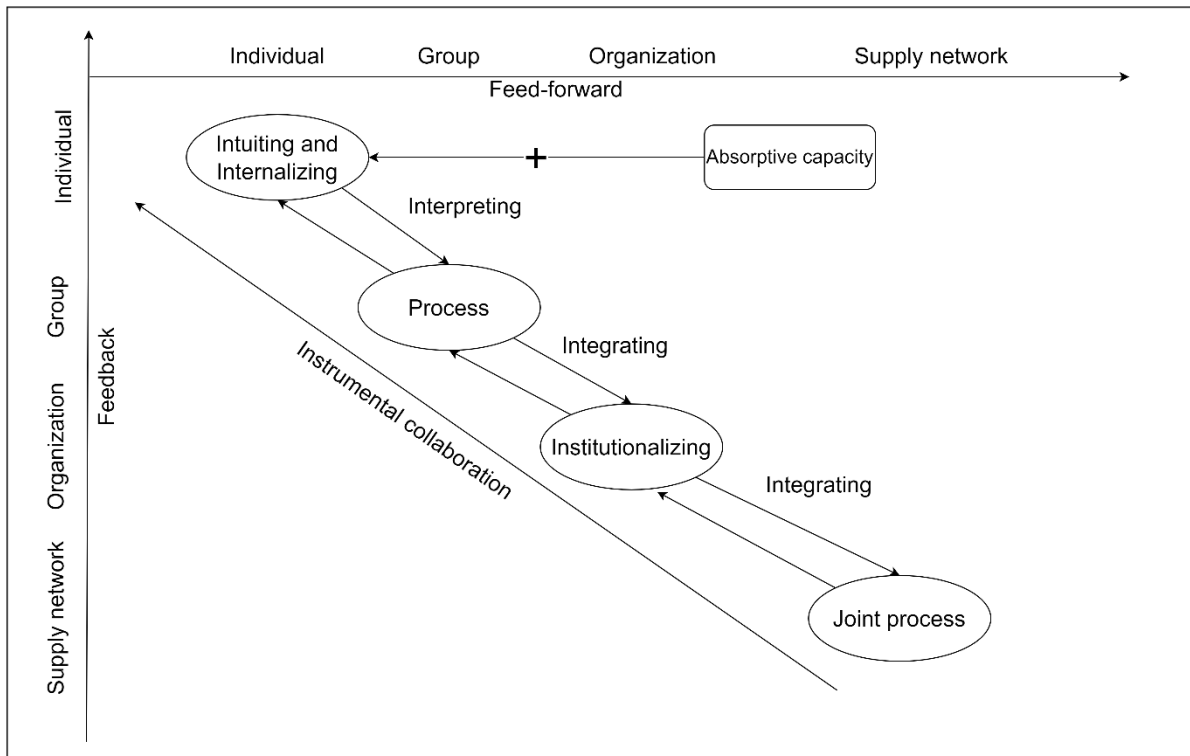 Individual
Group
Organization
Supply network
Feed-forward
Individual
Group
Organization
Supply network
Feedback
Intuiting and
Internalizing
+
Absorptive capacity
Interpreting
Process
Integrating
Instrumental collaboration
Institutionalizing
Integrating
Joint process